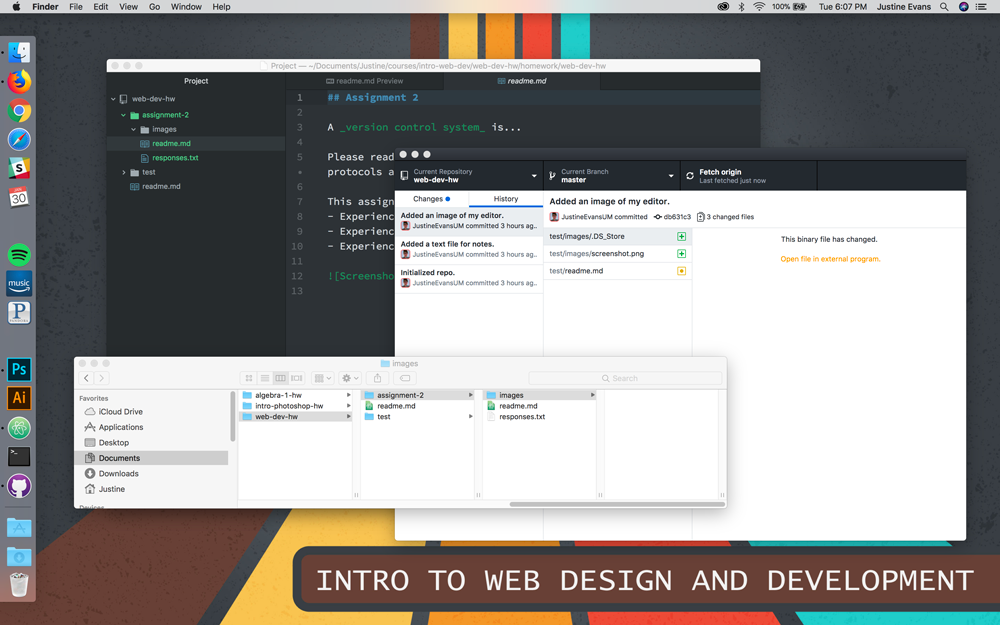 Finder File Edit View Go Window Help
100% Tue 6:07 PM Justine Evans
Project — ~/Documents/Justine/courses/intro-web-dev/web-dev-hw/homework/web-dev-hw
Project
readme.md Preview
readme.md
web-dev-hw
assignment-2
images
readme.md
responses.txt
test
readme.md
1 ## Assignment 2
2
3 A _version control system_ is...
4
5 Please read
protocols a
6
7 This assign
8 - Experienc
9 - Experienc
10 - Experienc
11
12 ![Screensho
13
Current Repository
web-dev-hw
Current Branch
master
Fetch origin
Last fetched just now
Changes
History
Added an image of my editor.
JustineEvansUM committed 3 hours ag..
Added a text file for notes.
JustineEvansUM committed 3 hours ag..
Initialized repo.
JustineEvansUM committed 3 hours ag..
Added an image of my editor.
JustineEvansUM committed db631c3 3 changed files
test/images/.DS_Store
test/images/screenshot.png
test/readme.md
This binary file has changed.
Open file in external program.
images
Search
Favorites
iCloud Drive
Applications
Desktop
Documents
Downloads
Justine
Devices
algebra-1-hw
intro-photoshop-hw
web-dev-hw
assignment-2
readme.md
test
images
readme.md
responses.txt
30
music
P
Ps
Ai
INTRO TO WEB DESIGN AND DEVELOPMENT